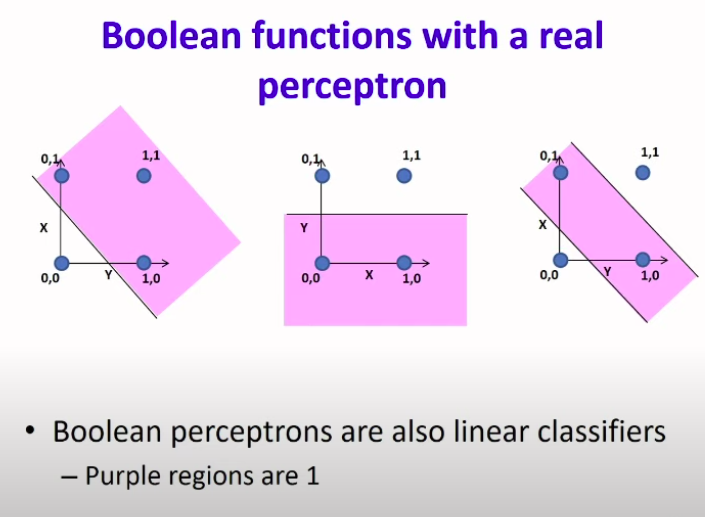 Boolean functions with a real
perceptron
0,1
1,1
X
0,0
Y
1,0
0,1
1,1
Y
0,0
X
1,0
0,1
1,1
X
0,0
Y
1,0
• Boolean perceptrons are also linear classifiers
– Purple regions are 1